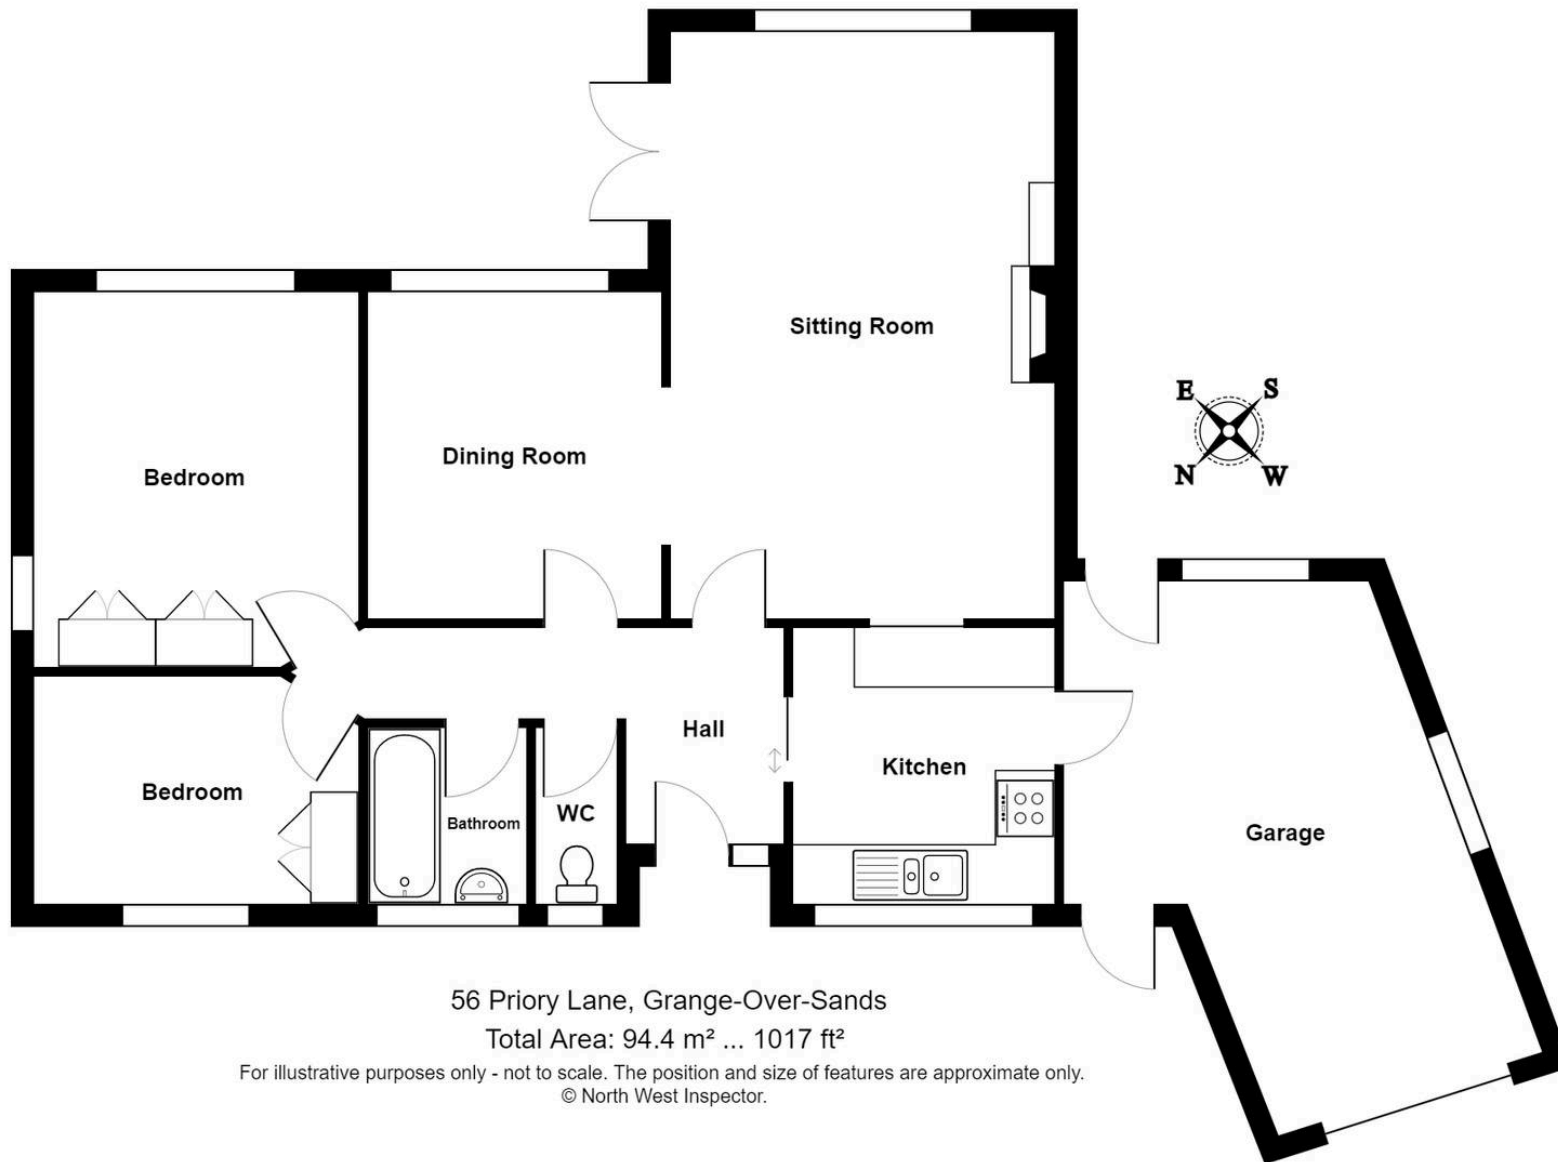 Sitting Room
Dining Room
Bedroom
E S
N W
Hall
Kitchen
Bedroom
WC
Bathroom
Garage
56 Priory Lane, Grange-Over-Sands
Total Area: 94.4 m² ... 1017 ft²
For illustrative purposes only - not to scale. The position and size of features are approximate only.
© North West Inspector.